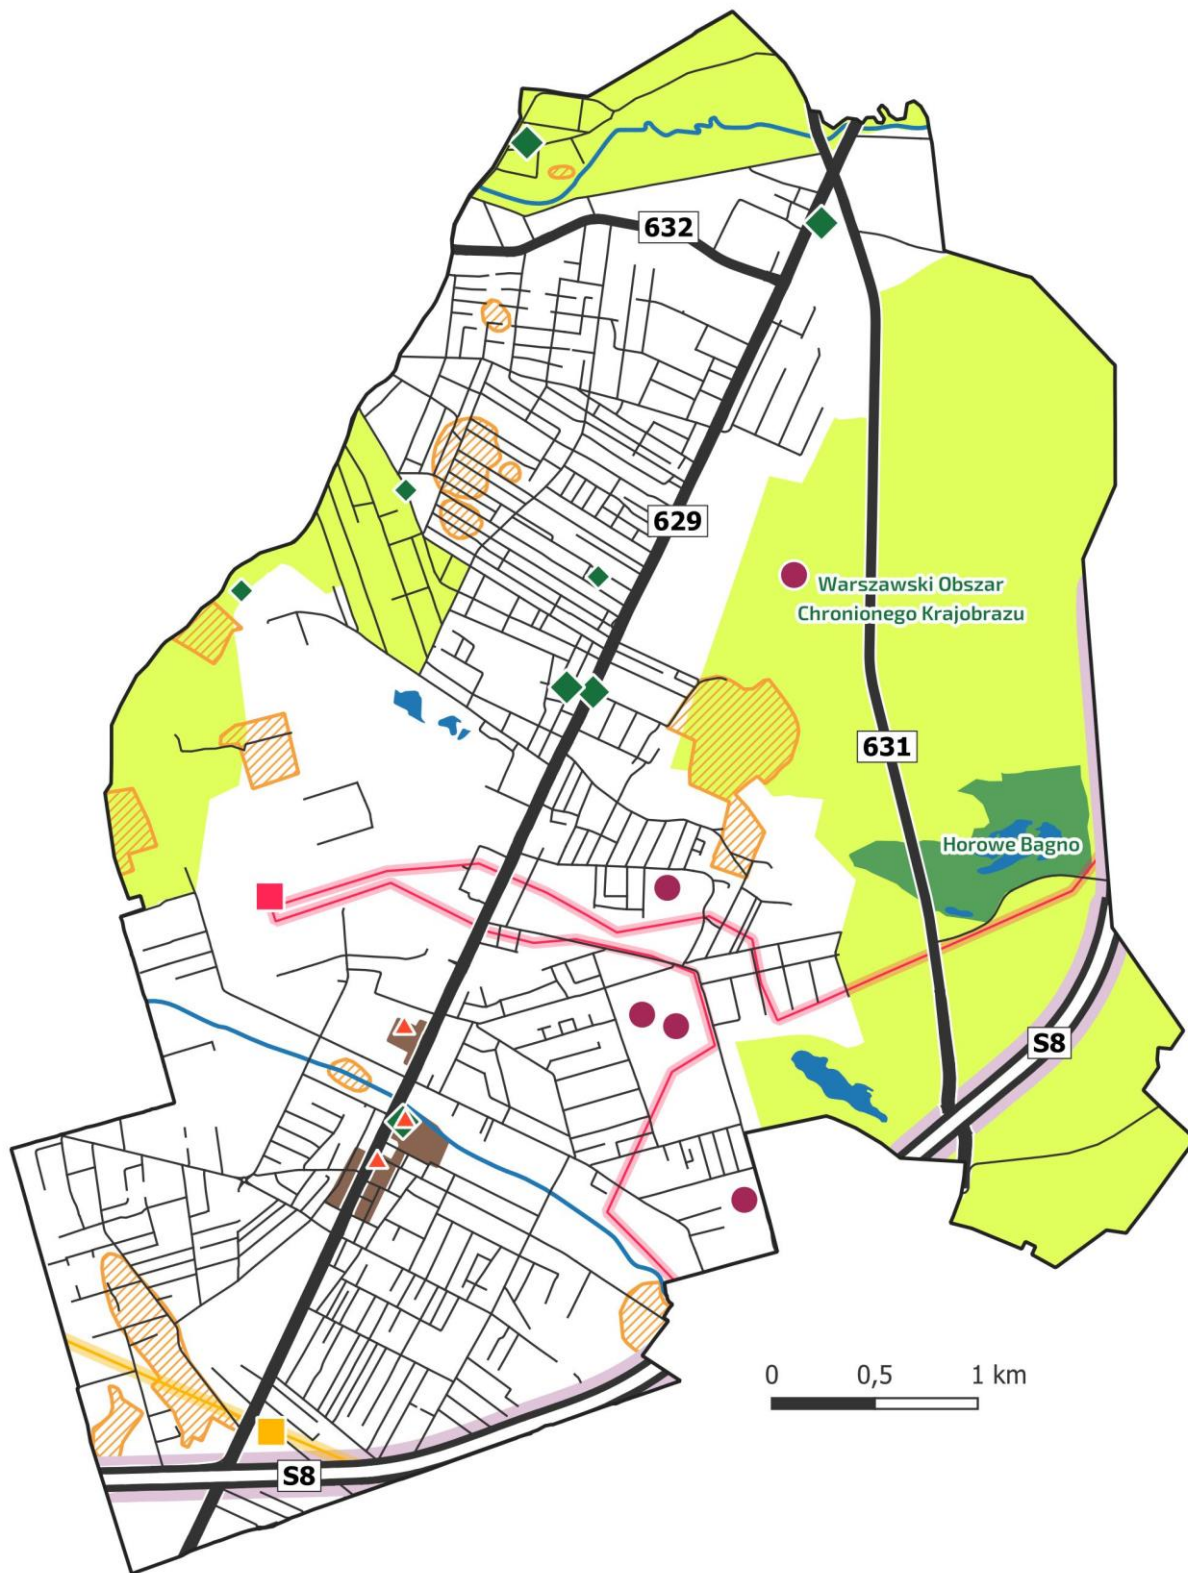 632
629
Warszawski Obszar
Chronionego Krajobrazu
631
Horowe Bagno
S8
0 0,5 1 km
S8